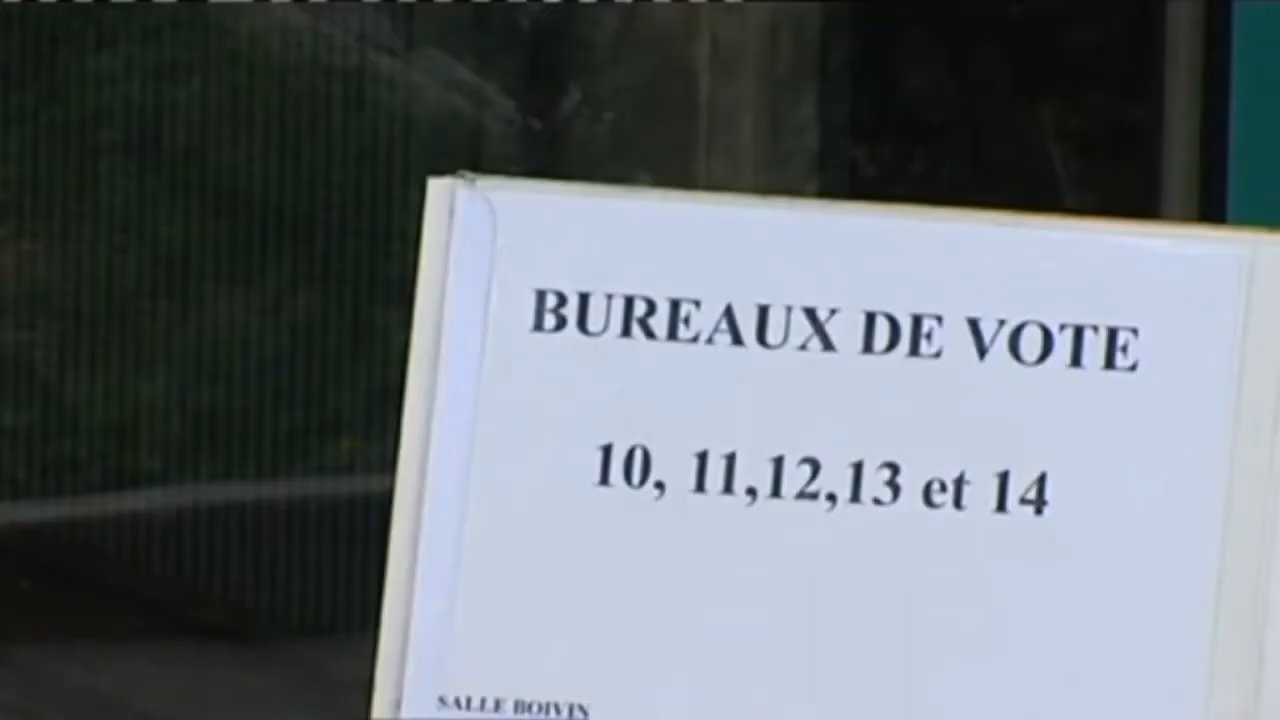 BUREAUX DE VOTE
10, 11,12,13 et 14
SALLE BOIVIN